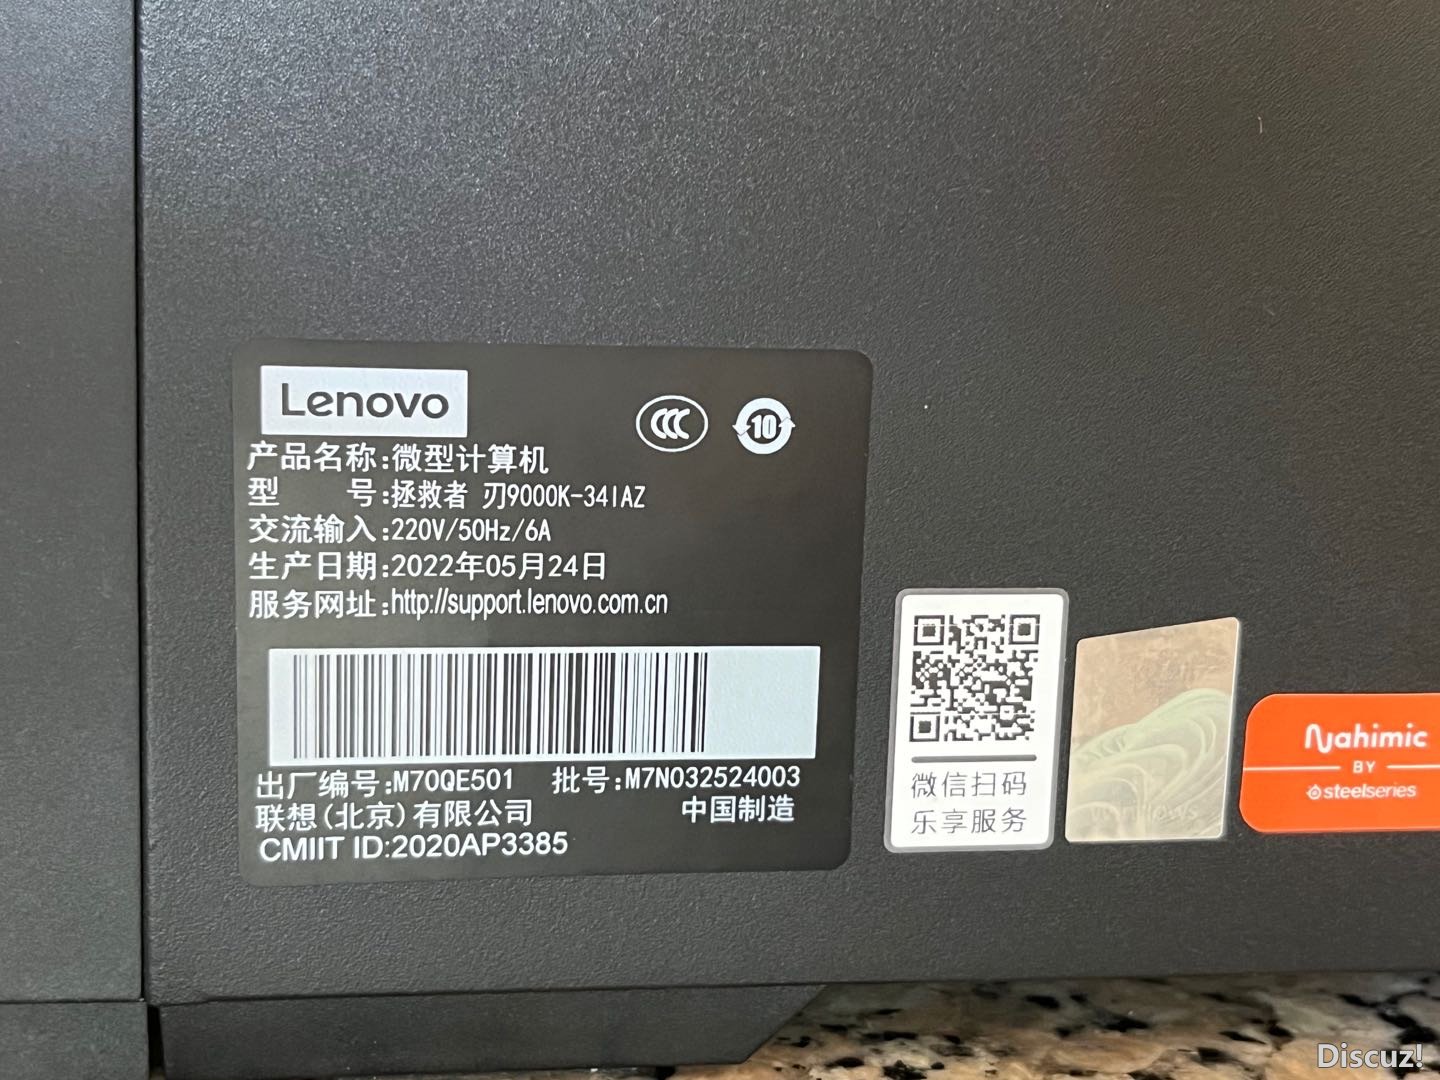 Lenovo
产品名称:微型计算机
型 号:拯救者 刃9000K-34IAZ
交流输入:220V/50Hz/6A
生产日期:2022年05月24日
服务网址:http://support.lenovo.com.cn
10
出厂编号:M70QE501 批号:M7N032524003
联想(北京)有限公司 中国制造
CMIIT ID:2020AP3385
微信扫码
乐享服务
Windows
Nahimic
BY
steelseries
Discuz!